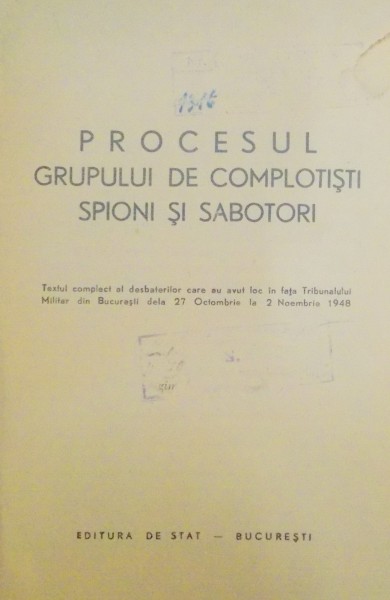 1316
PROCESUL
GRUPULUI DE COMPLOTIȘTI
SPIONI ȘI SABOTORI
Textul complect al desbaterilor care au avut loc în fața Tribunalului
Militar din București dela 27 Octombrie la 2 Noembrie 1948
EDITURA DE STAT — BUCUREȘTI